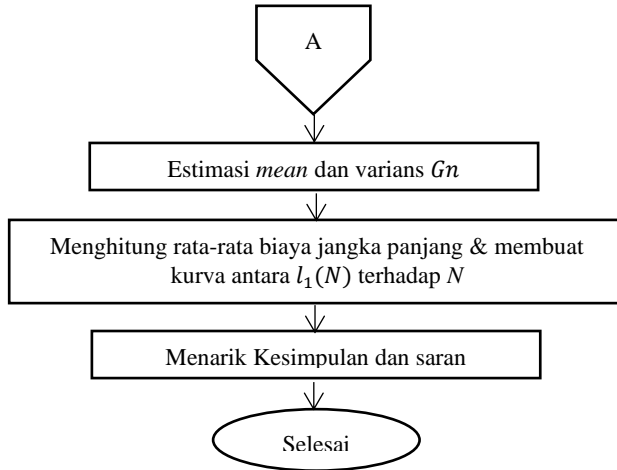 A
Estimasi mean dan varians Gn
Menghitung rata-rata biaya jangka panjang & membuat
kurva antara l₁(N) terhadap N
Menarik Kesimpulan dan saran
Selesai